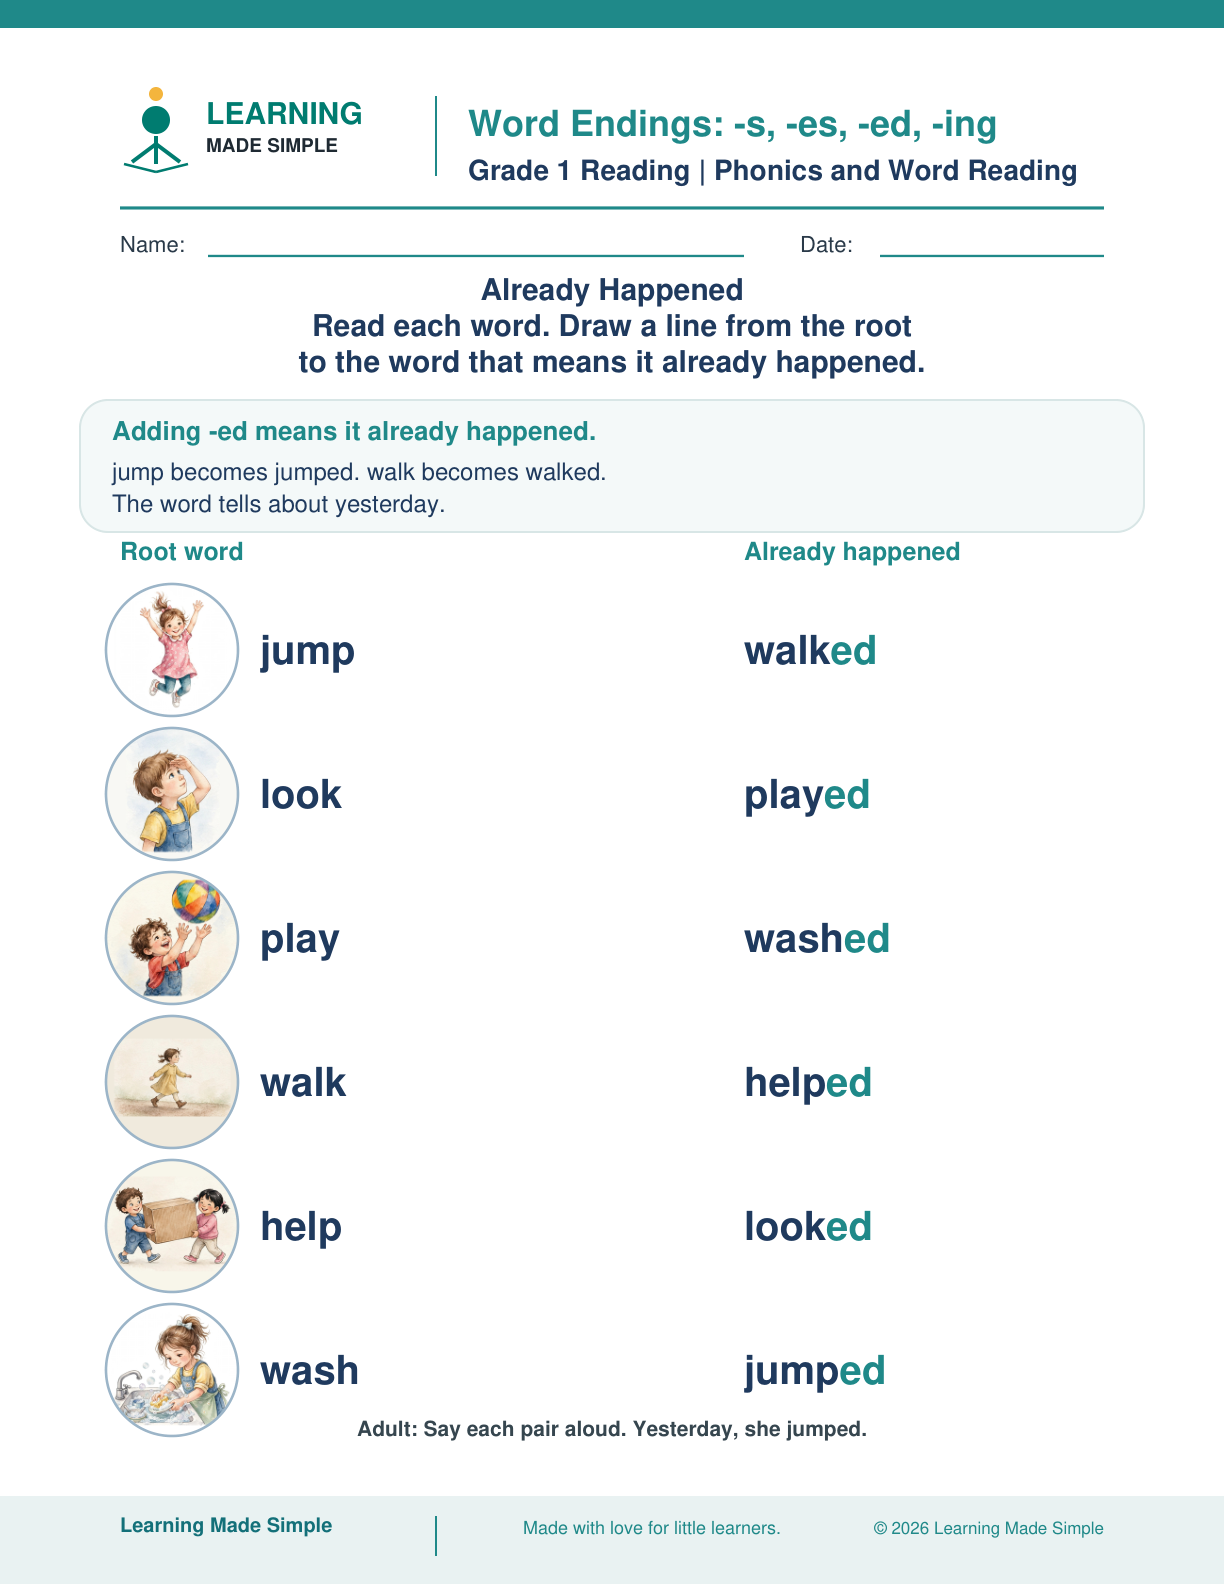 LEARNING
MADE SIMPLE
Word Endings: -s, -es, -ed, -ing
Grade 1 Reading | Phonics and Word Reading
Name:
Date:
Already Happened
Read each word. Draw a line from the root
to the word that means it already happened.
Adding -ed means it already happened.
jump becomes jumped. walk becomes walked.
The word tells about yesterday.
Root word
Already happened
jump
walked
look
played
play
washed
walk
helped
help
looked
wash
jumped
Adult: Say each pair aloud. Yesterday, she jumped.
Learning Made Simple
Made with love for little learners.
© 2026 Learning Made Simple